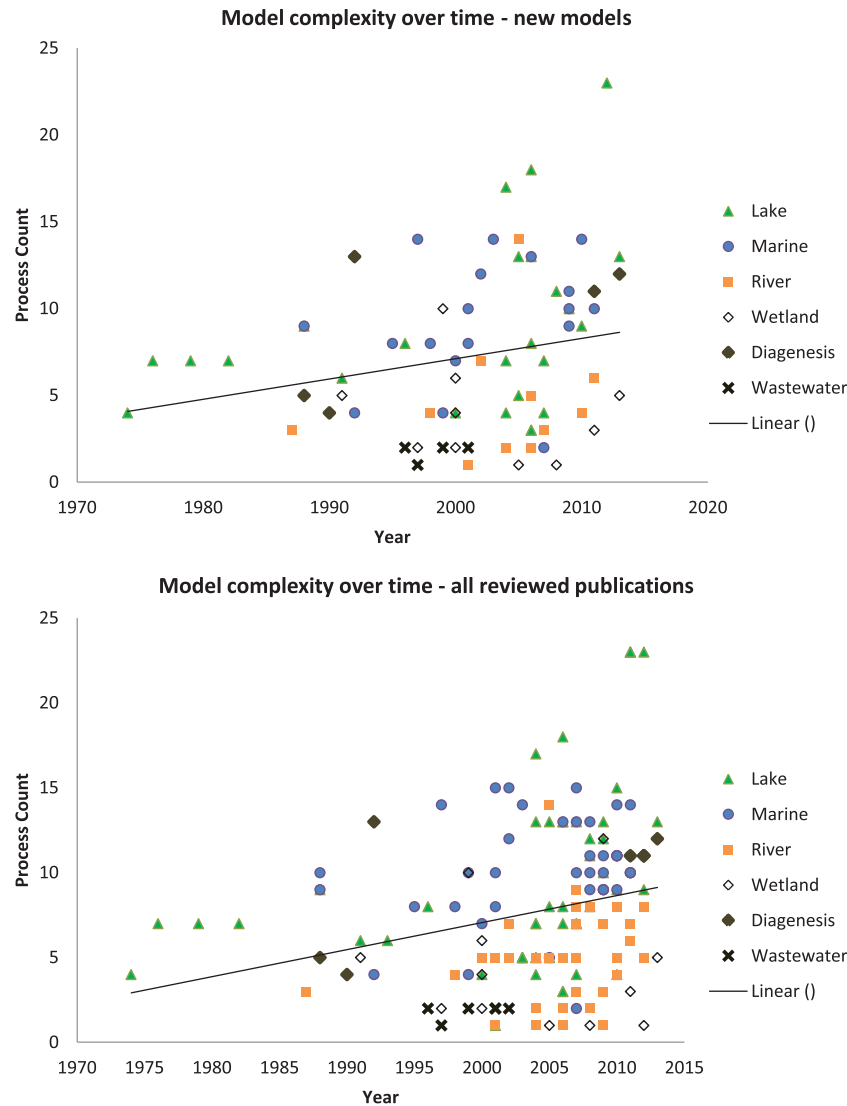 Model complexity over time - new models
25
20
15
10
5
0
Process Count
1970 1980 1990 2000 2010 2020
Year
Lake
Marine
River
Wetland
Diagenesis
Wastewater
Linear ()
Model complexity over time - all reviewed publications
25
20
15
10
5
0
Process Count
1970 1975 1980 1985 1990 1995 2000 2005 2010 2015
Year
Lake
Marine
River
Wetland
Diagenesis
Wastewater
Linear ()